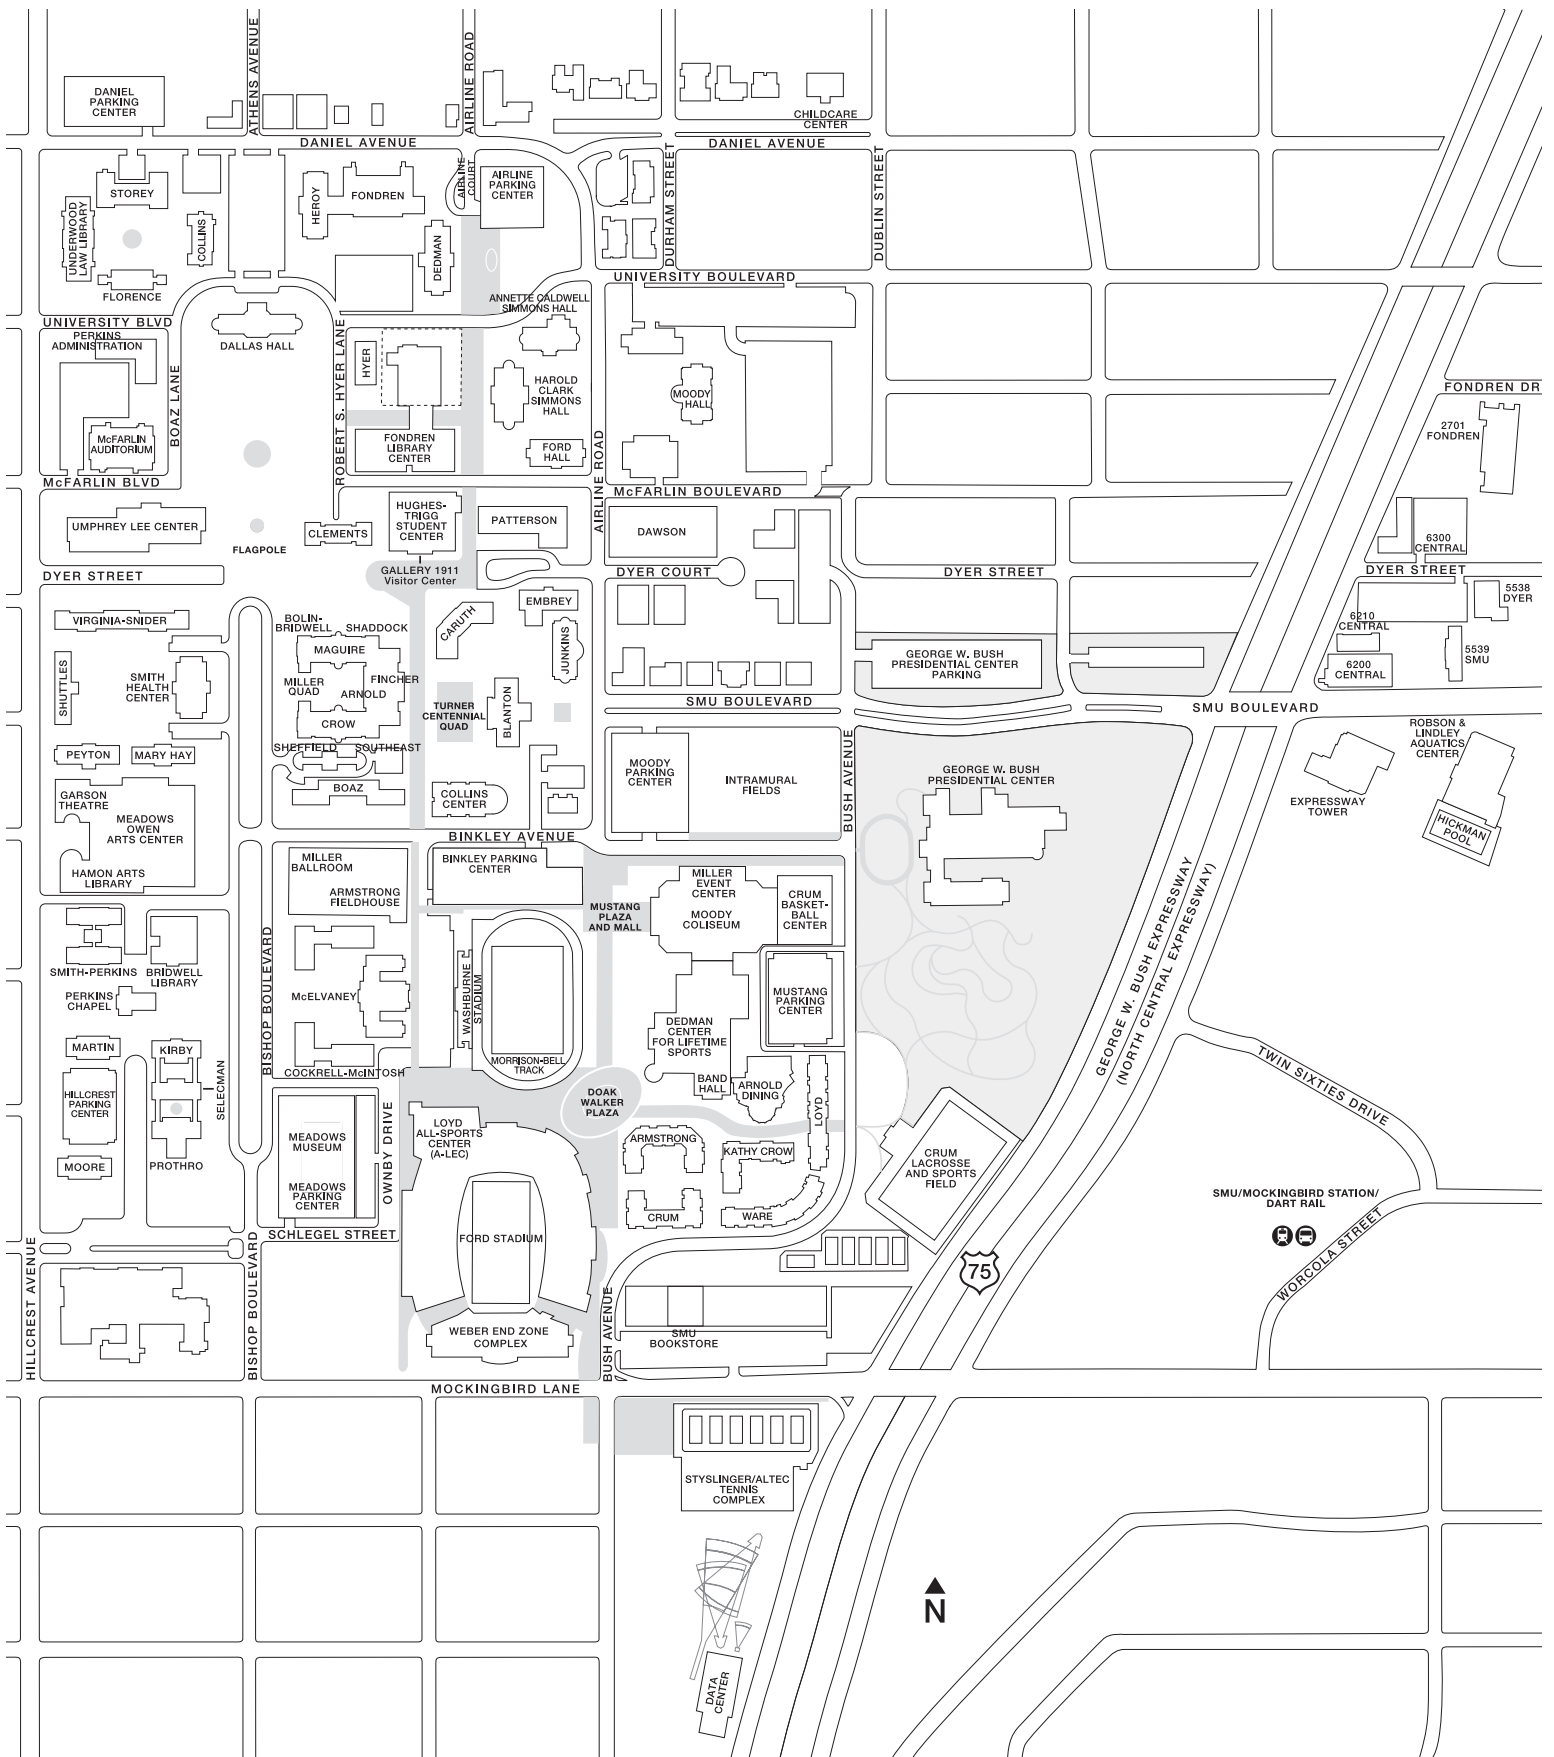 ATHENS AVENUE
AIRLINE ROAD
DANIEL
PARKING
CENTER
CHILDCARE
CENTER
DANIEL AVENUE
DANIEL AVENUE
STOREY
HEROY
FONDREN
AIRLINE
COURT
AIRLINE
PARKING
CENTER
DURHAM STREET
DUBLIN STREET
UNDERWOOD
LAW LIBRARY
COLLINS
DEDMAN
FLORENCE
UNIVERSITY BOULEVARD
ANNETTE CALDWELL
SIMMONS HALL
UNIVERSITY BLVD
PERKINS
ADMINISTRATION
DALLAS HALL
ROBERT S. HYER LANE
HYER
BOAZ LANE
HAROLD
CLARK
SIMMONS
HALL
MOODY
HALL
FONDREN DR
McFARLIN
AUDITORIUM
FONDREN
LIBRARY
CENTER
FORD
HALL
AIRLINE ROAD
2701
FONDREN
McFARLIN BLVD
McFARLIN BOULEVARD
UMPHREY LEE CENTER
CLEMENTS
HUGHES-
TRIGG
STUDENT
CENTER
PATTERSON
DAWSON
FLAGPOLE
6300
CENTRAL
DYER STREET
GALLERY 1911
Visitor Center
DYER COURT
DYER STREET
DYER STREET
VIRGINIA-SNIDER
BOLIN-
BRIDWELL
SHADDOCK
CARUTH
EMBREY
5538
DYER
6210
CENTRAL
MAGUIRE
JUNKINS
GEORGE W. BUSH
PRESIDENTIAL CENTER
PARKING
5539
SMU
SHUTTLES
SMITH
HEALTH
CENTER
MILLER
QUAD
FINCHER
ARNOLD
6200
CENTRAL
CROW
TURNER
CENTENNIAL
QUAD
BLANTON
SMU BOULEVARD
SMU BOULEVARD
PEYTON
MARY HAY
SHEFFIELD
SOUTHEAST
BOAZ
COLLINS
CENTER
MOODY
PARKING
CENTER
INTRAMURAL
FIELDS
BUSH AVENUE
GEORGE W. BUSH
PRESIDENTIAL CENTER
ROBSON &
LINDLEY
AQUATICS
CENTER
EXPRESSWAY
TOWER
HICKMAN
POOL
GARSON
THEATRE
MEADOWS
OWEN
ARTS CENTER
HAMON ARTS
LIBRARY
BINKLEY AVENUE
MILLER
BALLROOM
ARMSTRONG
FIELDHOUSE
BINKLEY PARKING
CENTER
MILLER
EVENT
CENTER
MOODY
COLISEUM
CRUM
BASKET-
BALL
CENTER
MUSTANG
PLAZA
AND MALL
SMITH-PERKINS
BRIDWELL
LIBRARY
BISHOP BOULEVARD
PERKINS
CHAPEL
McELVANEY
WASHBURNE
STADIUM
MUSTANG
PARKING
CENTER
GEORGE W. BUSH EXPRESSWAY
(NORTH CENTRAL EXPRESSWAY)
MARTIN
KIRBY
DEDMAN
CENTER
FOR LIFETIME
SPORTS
MORRISON-BELL
TRACK
COCKRELL-McINTOSH
TWIN SIXTIES DRIVE
HILLCREST
PARKING
CENTER
SELECMAN
BAND
HALL
ARNOLD
DINING
LOYD
DOAK
WALKER
PLAZA
MEADOWS
MUSEUM
OWNBY DRIVE
LOYD
ALL-SPORTS
CENTER
(A-LEC)
ARMSTRONG
KATHY CROW
MOORE
PROTHRO
MEADOWS
PARKING
CENTER
CRUM
LACROSSE
AND SPORTS
FIELD
SMU/MOCKINGBIRD STATION/
DART RAIL
CRUM
WARE
SCHLEGEL STREET
FORD STADIUM
WORCOLA STREET
75
HILLCREST AVENUE
BISHOP BOULEVARD
WEBER END ZONE
COMPLEX
BUSH AVENUE
SMU
BOOKSTORE
MOCKINGBIRD LANE
STYSLINGER/ALTEC
TENNIS
COMPLEX
N
DATA
CENTER